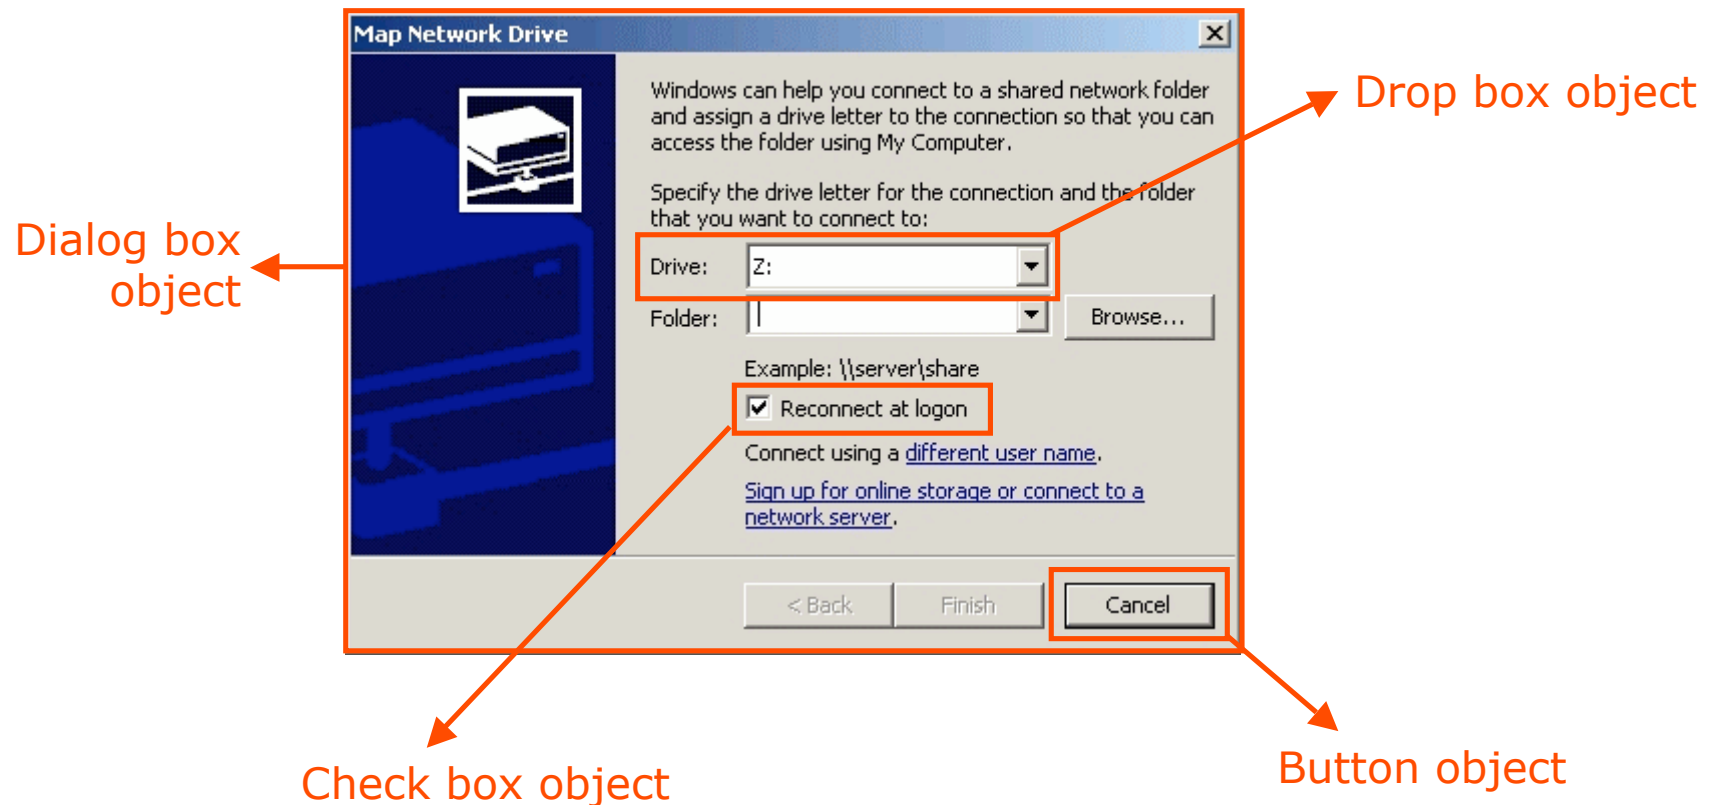 Map Network Drive
Windows can help you connect to a shared network folder
and assign a drive letter to the connection so that you can
access the folder using My Computer.
Drop box object
Specify the drive letter for the connection and the folder
that you want to connect to:
Dialog box
object
Drive: Z:
Folder: Browse...
Example: \\server\share
Reconnect at logon
Connect using a different user name.
Sign up for online storage or connect to a
network server.
< Back Finish Cancel
Check box object
Button object